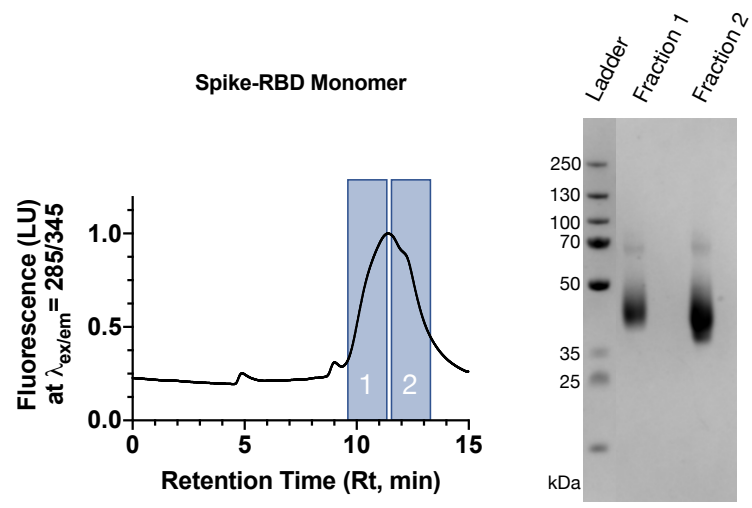 Spike-RBD Monomer
Fluorescence (LU)
at λex/em = 285/345
1.0
0.5
0.0
0
5
10
15
1
2
Retention Time (Rt, min)
Ladder
Fraction 1
Fraction 2
250
130
100
70
50
35
25
kDa